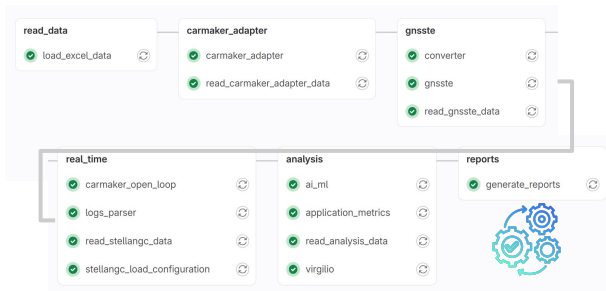 read_data
load_excel_data
carmaker_adapter
carmaker_adapter
read_carmaker_adapter_data
gnsste
converter
gnsste
read_gnsste_data
real_time
carmaker_open_loop
logs_parser
read_stellangc_data
stellangc_load_configuration
analysis
ai_ml
application_metrics
read_analysis_data
virgilio
reports
generate_reports